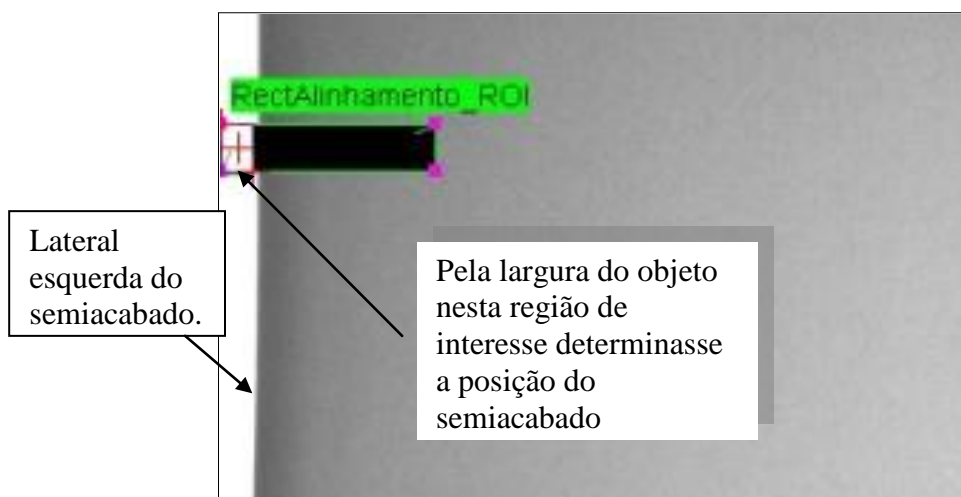 RectAlinhamento_ROI
Lateral
esquerda do
semiacabado.
Pela largura do objeto
nesta região de
interesse determinasse
a posição do
semiacabado